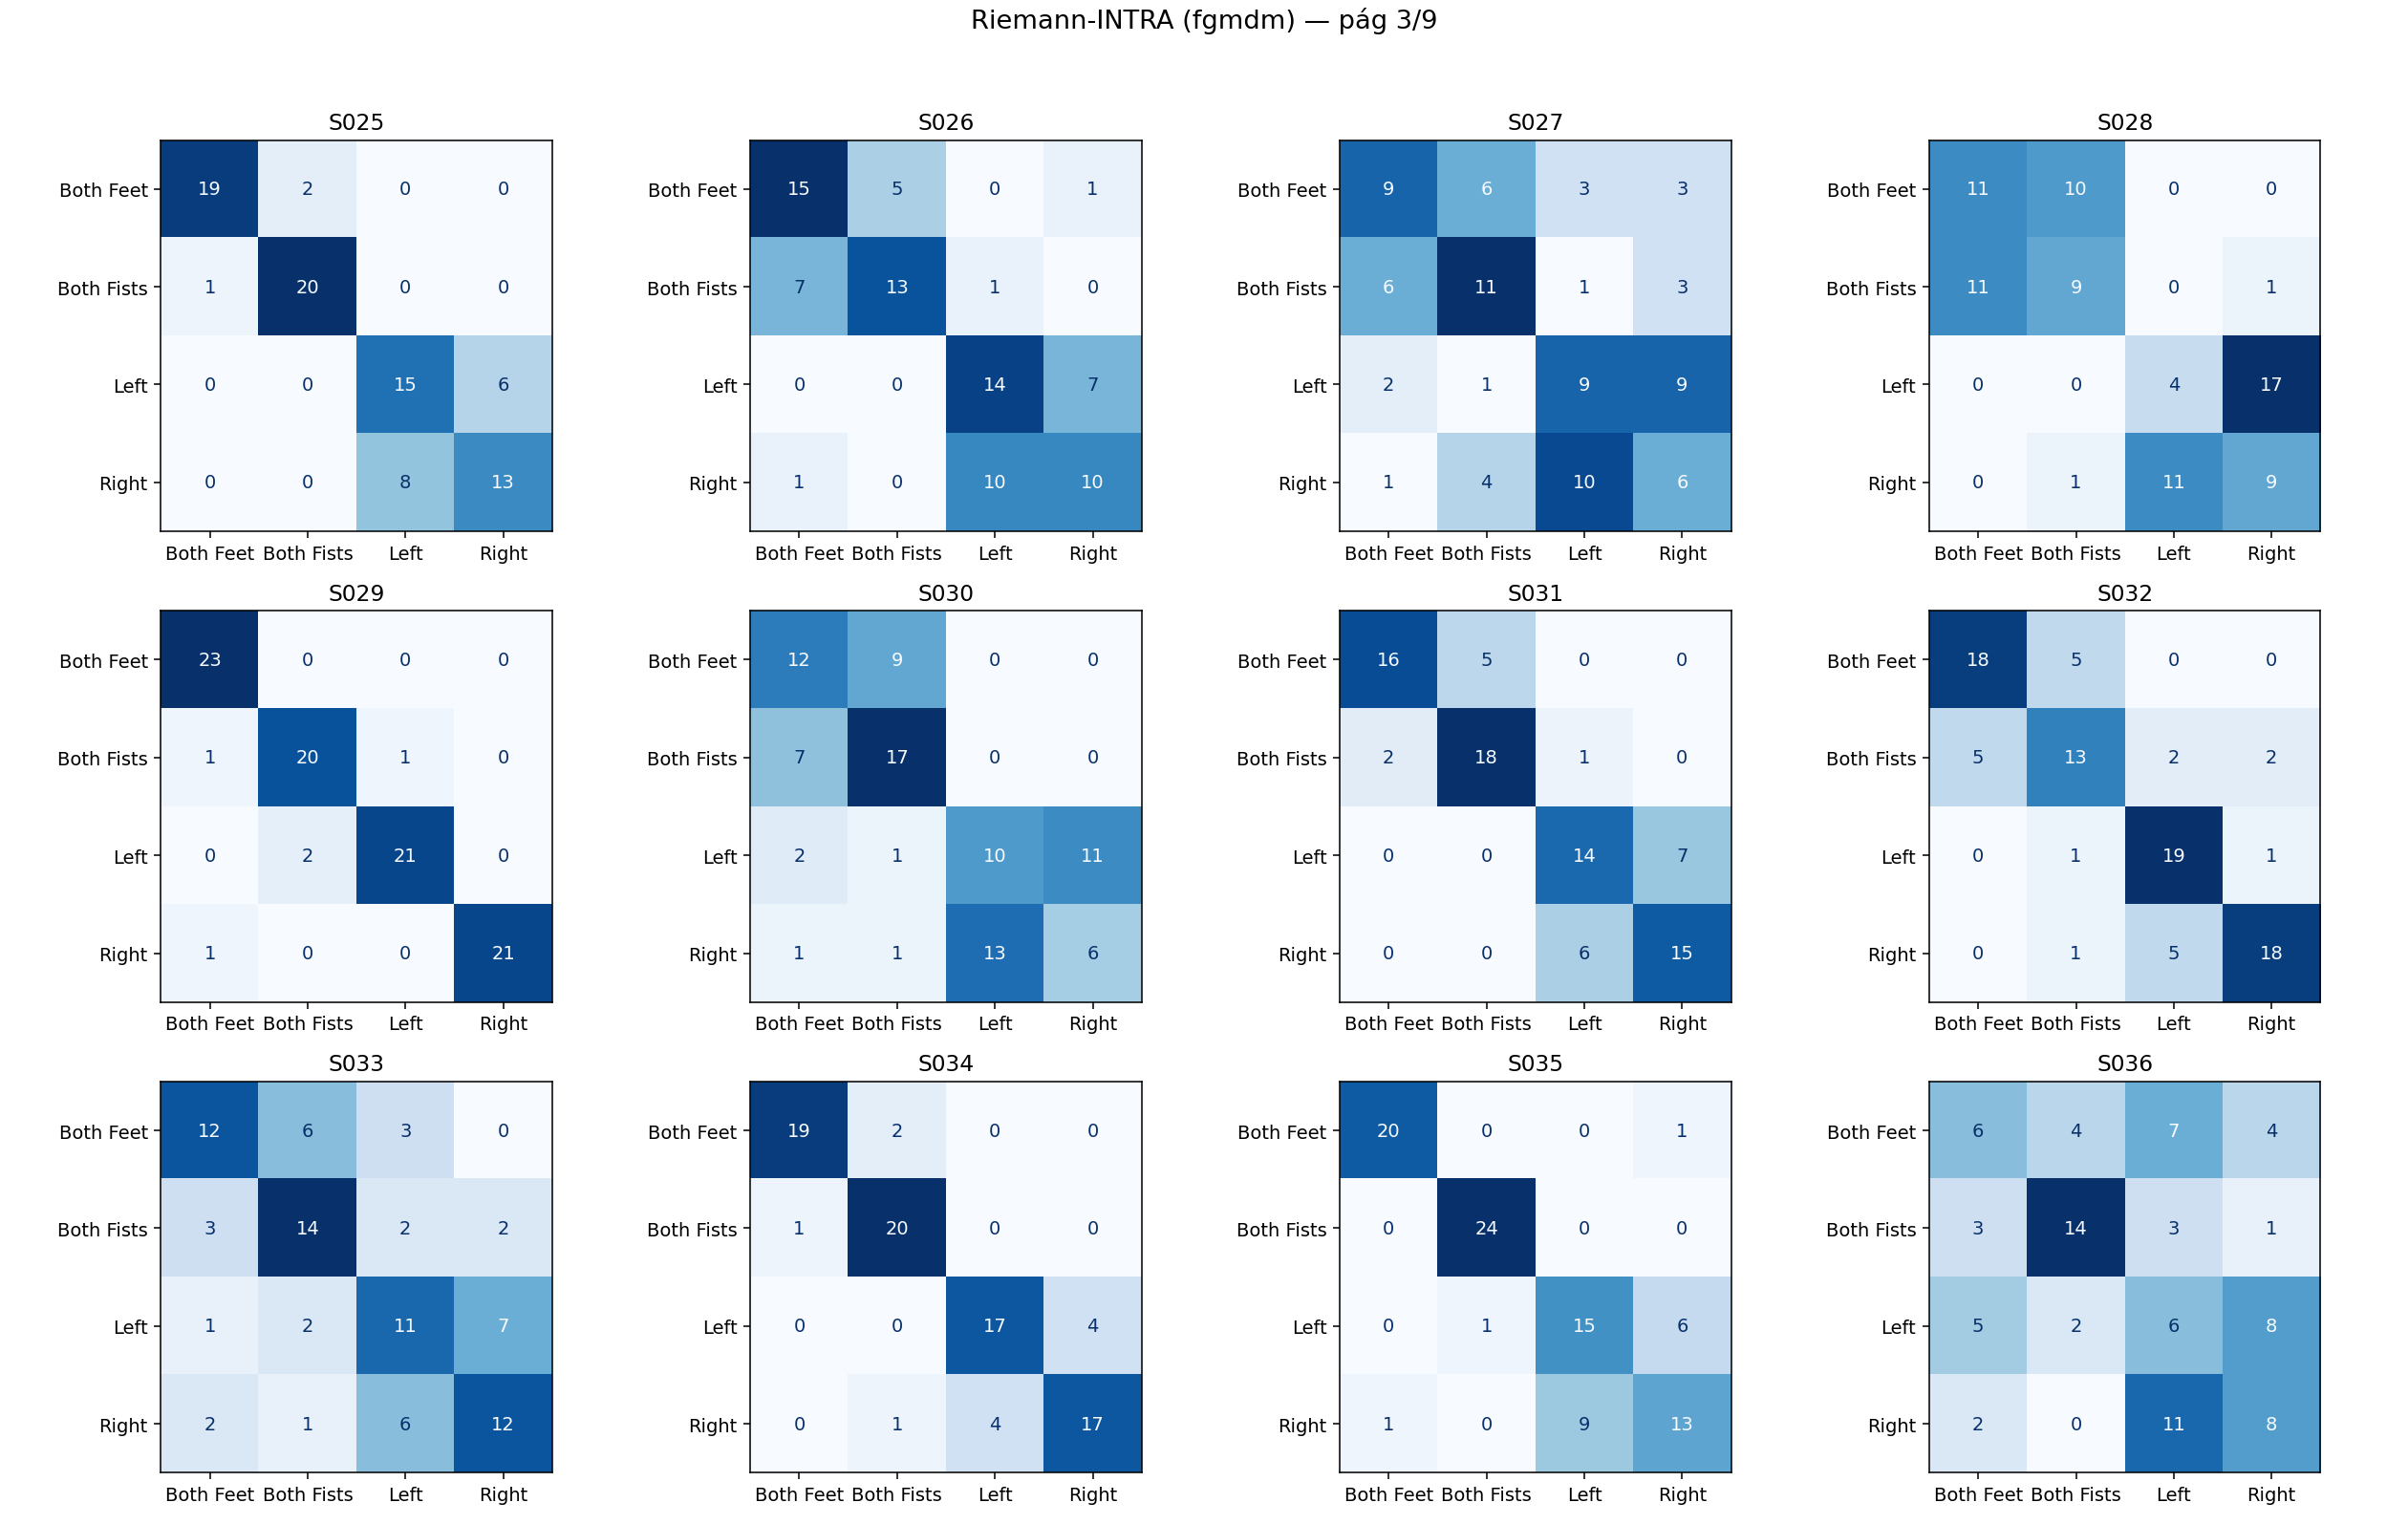 Riemann-INTRA (fgmdm) — pág 3/9
S025 S026 S027 S028
Both Feet 19 2 0 0 Both Feet 15 5 0 1 Both Feet 9 6 3 3 Both Feet 11 10 0 0
Both Fists 1 20 0 0 Both Fists 7 13 1 0 Both Fists 6 11 1 3 Both Fists 11 9 0 1
Left 0 0 15 6 Left 0 0 14 7 Left 2 1 9 9 Left 0 0 4 17
Right 0 0 8 13 Right 1 0 10 10 Right 1 4 10 6 Right 0 1 11 9
Both Feet Both Fists Left Right Both Feet Both Fists Left Right Both Feet Both Fists Left Right Both Feet Both Fists Left Right
S029 S030 S031 S032
Both Feet 23 0 0 0 Both Feet 12 9 0 0 Both Feet 16 5 0 0 Both Feet 18 5 0 0
Both Fists 1 20 1 0 Both Fists 7 17 0 0 Both Fists 2 18 1 0 Both Fists 5 13 2 2
Left 0 2 21 0 Left 2 1 10 11 Left 0 0 14 7 Left 0 1 19 1
Right 1 0 0 21 Right 1 1 13 6 Right 0 0 6 15 Right 0 1 5 18
Both Feet Both Fists Left Right Both Feet Both Fists Left Right Both Feet Both Fists Left Right Both Feet Both Fists Left Right
S033 S034 S035 S036
Both Feet 12 6 3 0 Both Feet 19 2 0 0 Both Feet 20 0 0 1 Both Feet 6 4 7 4
Both Fists 3 14 2 2 Both Fists 1 20 0 0 Both Fists 0 24 0 0 Both Fists 3 14 3 1
Left 1 2 11 7 Left 0 0 17 4 Left 0 1 15 6 Left 5 2 6 8
Right 2 1 6 12 Right 0 1 4 17 Right 1 0 9 13 Right 2 0 11 8
Both Feet Both Fists Left Right Both Feet Both Fists Left Right Both Feet Both Fists Left Right Both Feet Both Fists Left Right